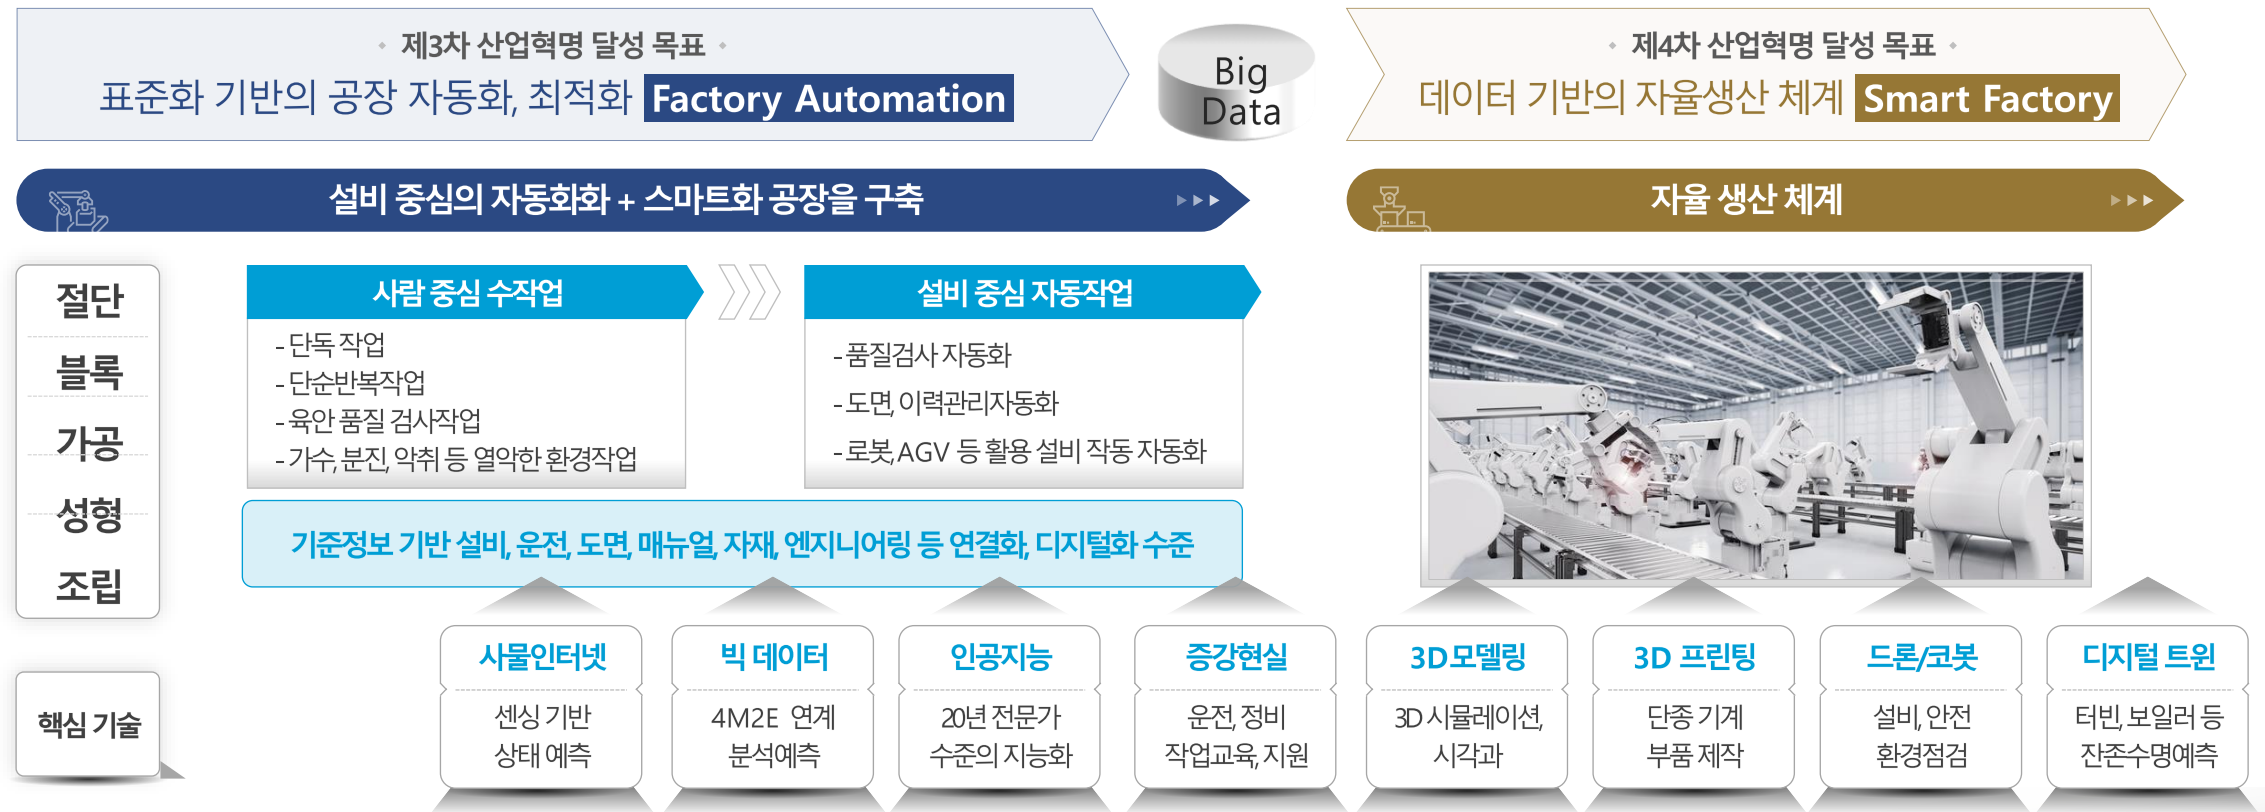 제3차 산업혁명 달성 목표
표준화 기반의 공장 자동화, 최적화 Factory Automation
Big
Data
제4차 산업혁명 달성 목표
데이터 기반의 자율생산 체계 Smart Factory
설비 중심의 자동화화 + 스마트화 공장을 구축
자율 생산 체계
절단
블록
가공
성형
조립
사람 중심 수작업
- 단독 작업
- 단순반복작업
- 육안 품질 검사작업
- 가수, 분진, 악취 등 열악한 환경작업
설비 중심 자동작업
- 품질검사 자동화
- 도면, 이력관리자동화
- 로봇, AGV 등 활용 설비 작동 자동화
기준정보 기반 설비, 운전, 도면, 매뉴얼, 자재, 엔지니어링 등 연결화, 디지털화 수준
핵심 기술
사물인터넷
센싱 기반
상태 예측
빅 데이터
4M2E 연계
분석예측
인공지능
20년 전문가
수준의 지능화
증강현실
운전, 정비
작업교육, 지원
3D모델링
3D 시뮬레이션,
시각과
3D 프린팅
단종 기계
부품 제작
드론/코봇
설비, 안전
환경점검
디지털 트윈
터빈, 보일러 등
잔존수명예측